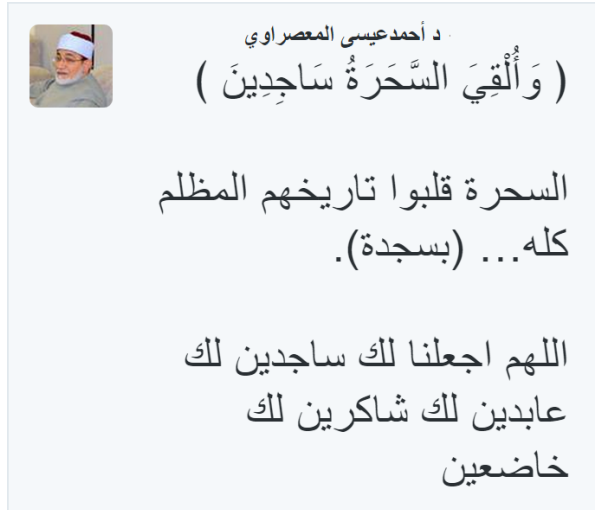 د أحمدعيسى المعصراوي
( وَأُلْقِيَ السَّحَرَةُ سَاجِدِينَ )
السحرة قلبوا تاريخهم المظلم
كله... (بسجدة).
اللهم اجعلنا لك ساجدين لك
عابدين لك شاكرين لك
خاضعين